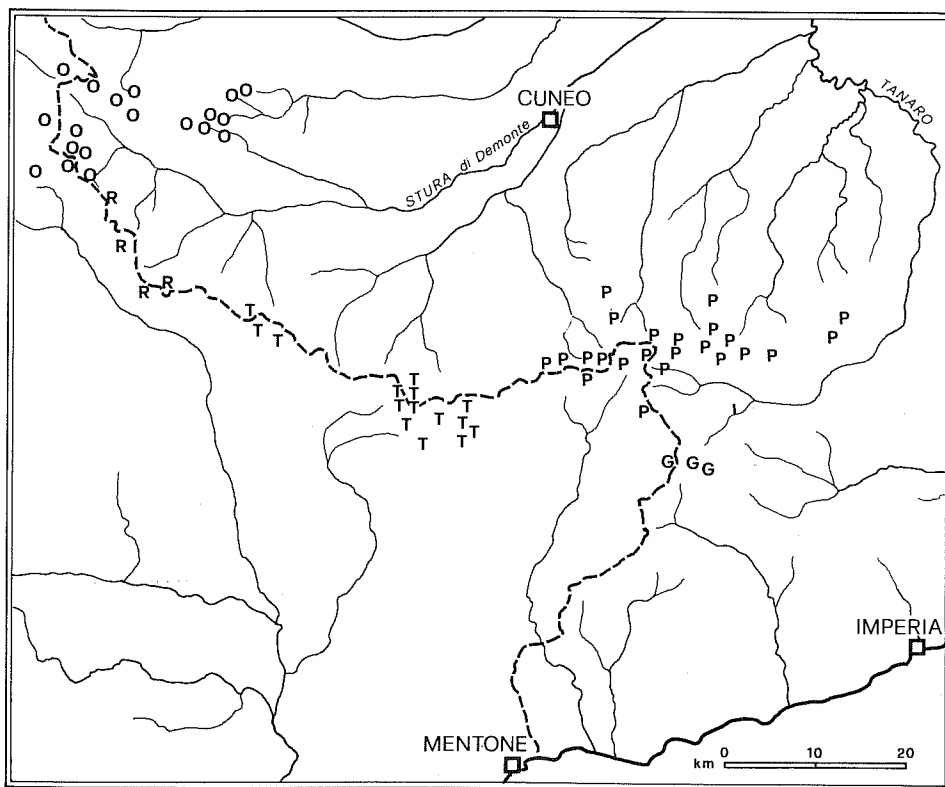 O
O O O O O
O O O CUNEO TANARO
O O O O O
O O O
O O O
STURA di Demonte
R
R
R R
P
T P P P
T T P P P P P
P P P P P P P P P P
P P P
T P
T T
T T T P
T T T
T T
T T
G G G
IMPERIA
MENTONE
0 10 20
km